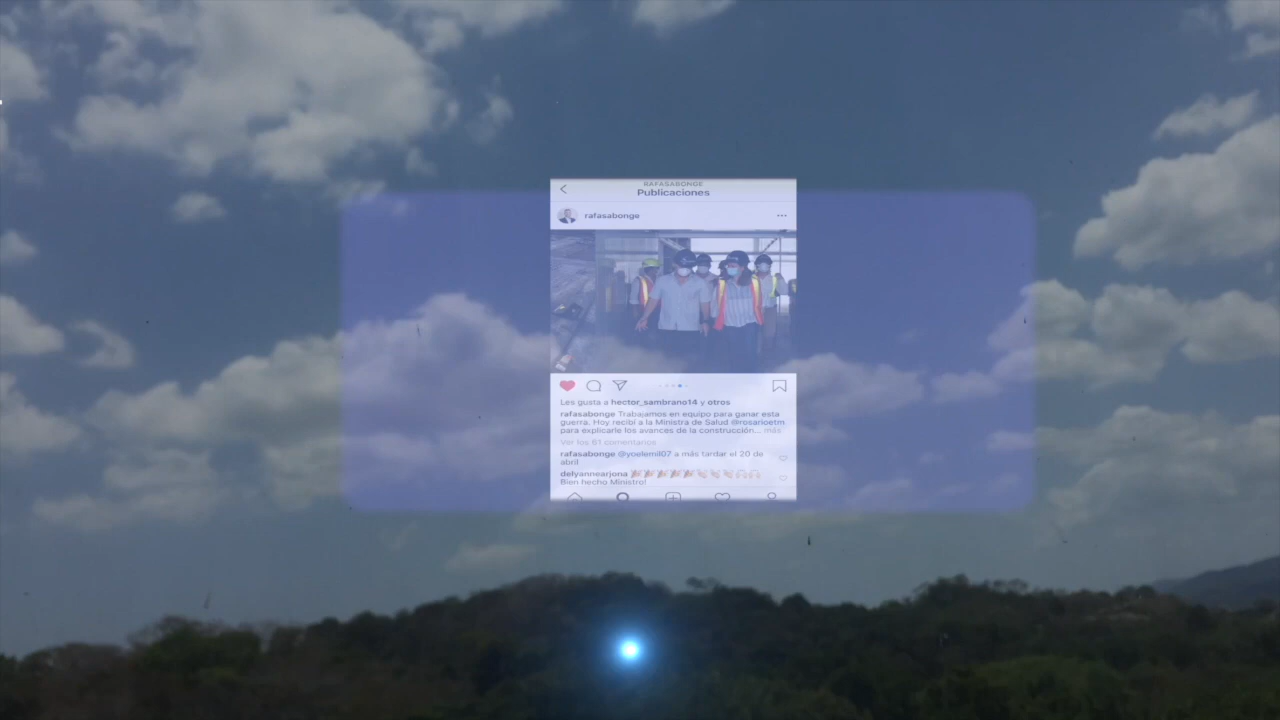 RAFASABONGE
Publicaciones
rafasabonge
Les gusta a hector_sambrano14 y otros
rafasabonge Trabajamos en equipo para ganar esta
guerra. Hoy recibí a la Ministra de Salud @rosarioetm
para explicarle los avances de la construcción... más
Ver los 61 comentarios
rafasabonge @yoelemil07 a más tardar el 20 de
abril
delyannearjona
Bien hecho Ministro!